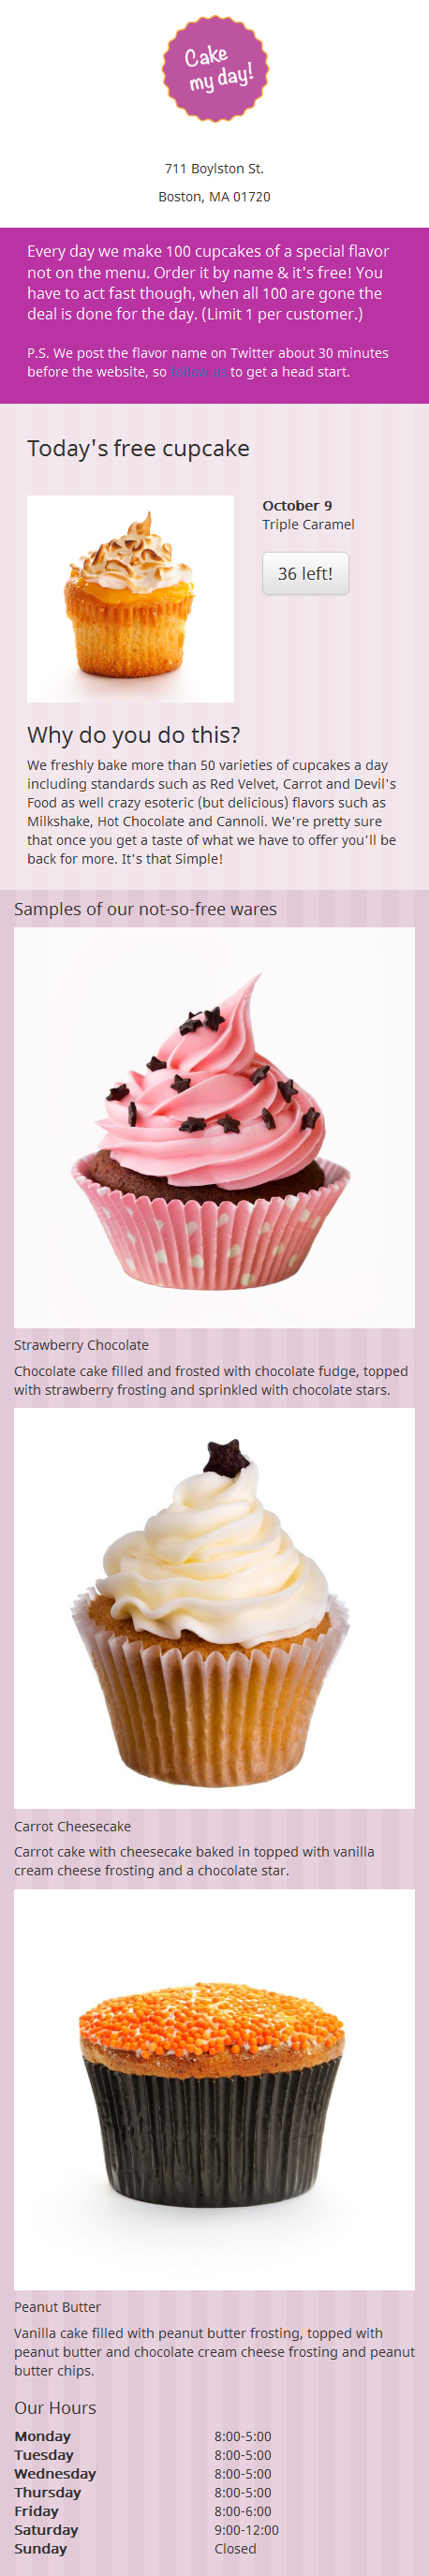 Cake
my day!
711 Boylston St.
Boston, MA 01720
Every day we make 100 cupcakes of a special flavor
not on the menu. Order it by name & it's free! You
have to act fast though, when all 100 are gone the
deal is done for the day. (Limit 1 per customer.)
P.S. We post the flavor name on Twitter about 30 minutes
before the website, so follow us to get a head start.
Today's free cupcake
October 9
Triple Caramel
36 left!
Why do you do this?
We freshly bake more than 50 varieties of cupcakes a day
including standards such as Red Velvet, Carrot and Devil's
Food as well crazy esoteric (but delicious) flavors such as
Milkshake, Hot Chocolate and Cannoli. We're pretty sure
that once you get a taste of what we have to offer you'll be
back for more. It's that Simple!
Samples of our not-so-free wares
Strawberry Chocolate
Chocolate cake filled and frosted with chocolate fudge, topped
with strawberry frosting and sprinkled with chocolate stars.
Carrot Cheesecake
Carrot cake with cheesecake baked in topped with vanilla
cream cheese frosting and a chocolate star.
Peanut Butter
Vanilla cake filled with peanut butter frosting, topped with
peanut butter and chocolate cream cheese frosting and peanut
butter chips.
Our Hours
Monday 8:00-5:00
Tuesday 8:00-5:00
Wednesday 8:00-5:00
Thursday 8:00-5:00
Friday 8:00-6:00
Saturday 9:00-12:00
Sunday Closed